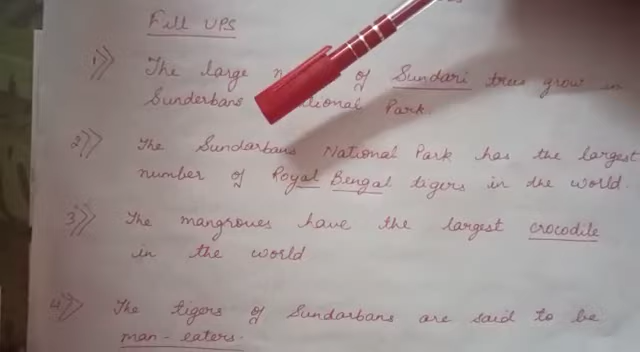 Fill UPS
1) The large n of Sundari trees grow in
Sunderbans tional Park.
2) The Sundarbans National Park has the largest
number of Royal Bengal tigers in the world.
3) The mangroves have the largest crocodile
in the world
4) The tigers of Sundarbans are said to be
man-eaters.